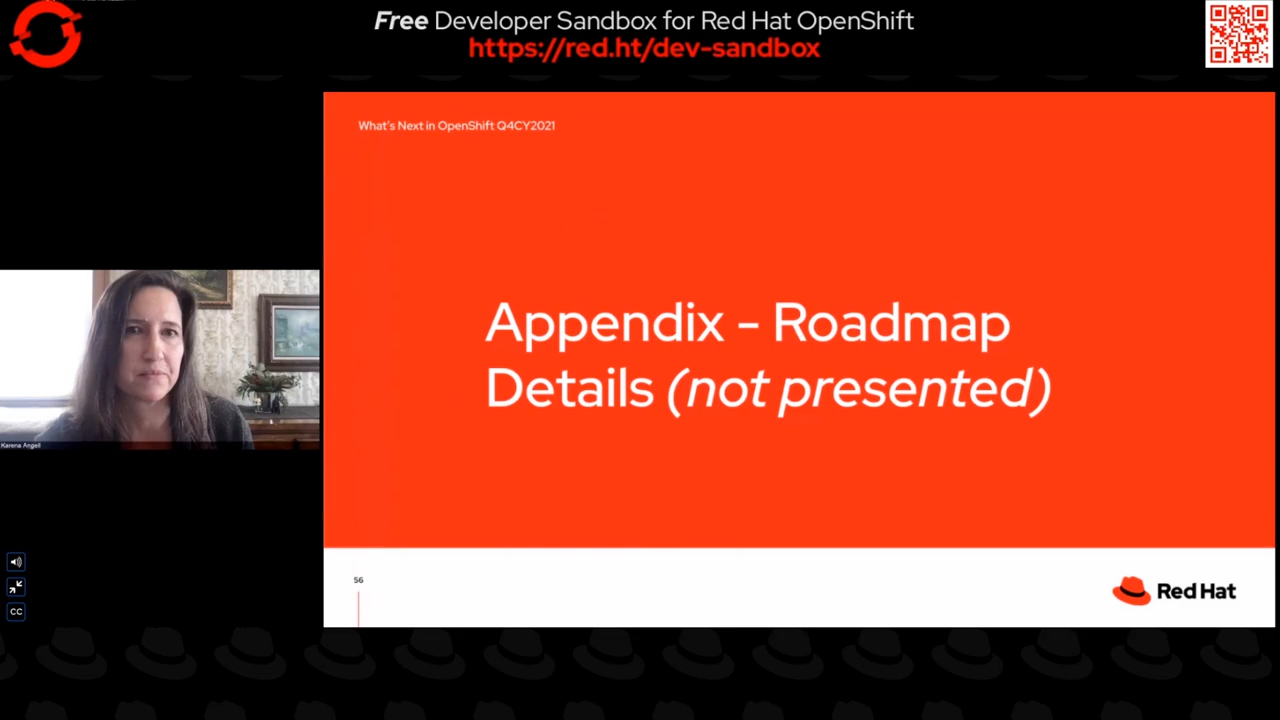 Free Developer Sandbox for Red Hat OpenShift
https://red.ht/dev-sandbox
What's Next in OpenShift Q4CY2021
Appendix - Roadmap
Details (not presented)
Karena Angell
CC
56
Red Hat